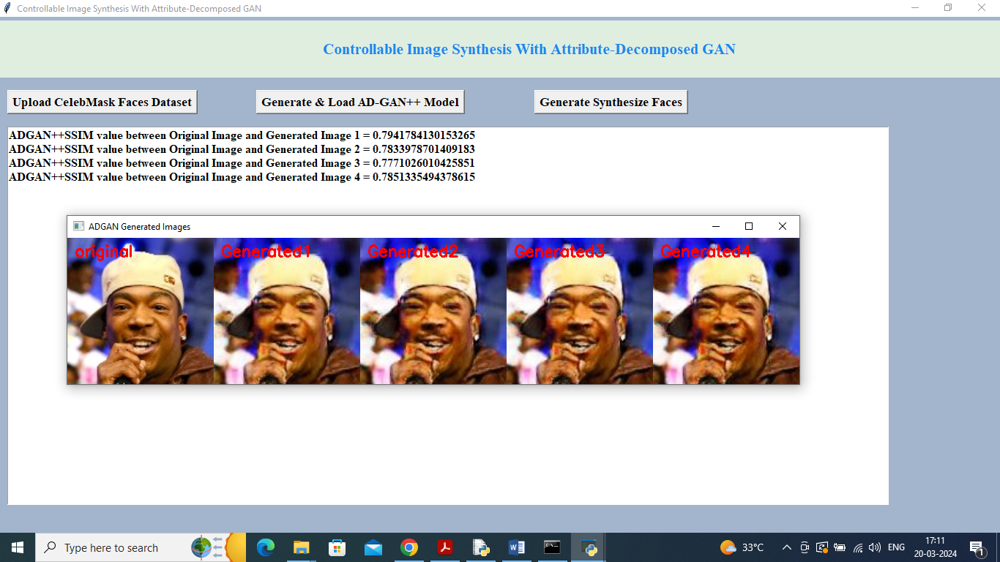 Controllable Image Synthesis With Attribute-Decomposed GAN
Controllable Image Synthesis With Attribute-Decomposed GAN
Upload CelebMask Faces Dataset
Generate & Load AD-GAN++ Model
Generate Synthesize Faces
ADGAN++SSIM value between Original Image and Generated Image 1 = 0.7941784130153265
ADGAN++SSIM value between Original Image and Generated Image 2 = 0.7833978701409183
ADGAN++SSIM value between Original Image and Generated Image 3 = 0.7771026010425851
ADGAN++SSIM value between Original Image and Generated Image 4 = 0.7851335494378615
ADGAN Generated Images
original
Generated1
Generated2
Generated3
Generated4
Type here to search
33°C
ENG
17:11
20-03-2024
1